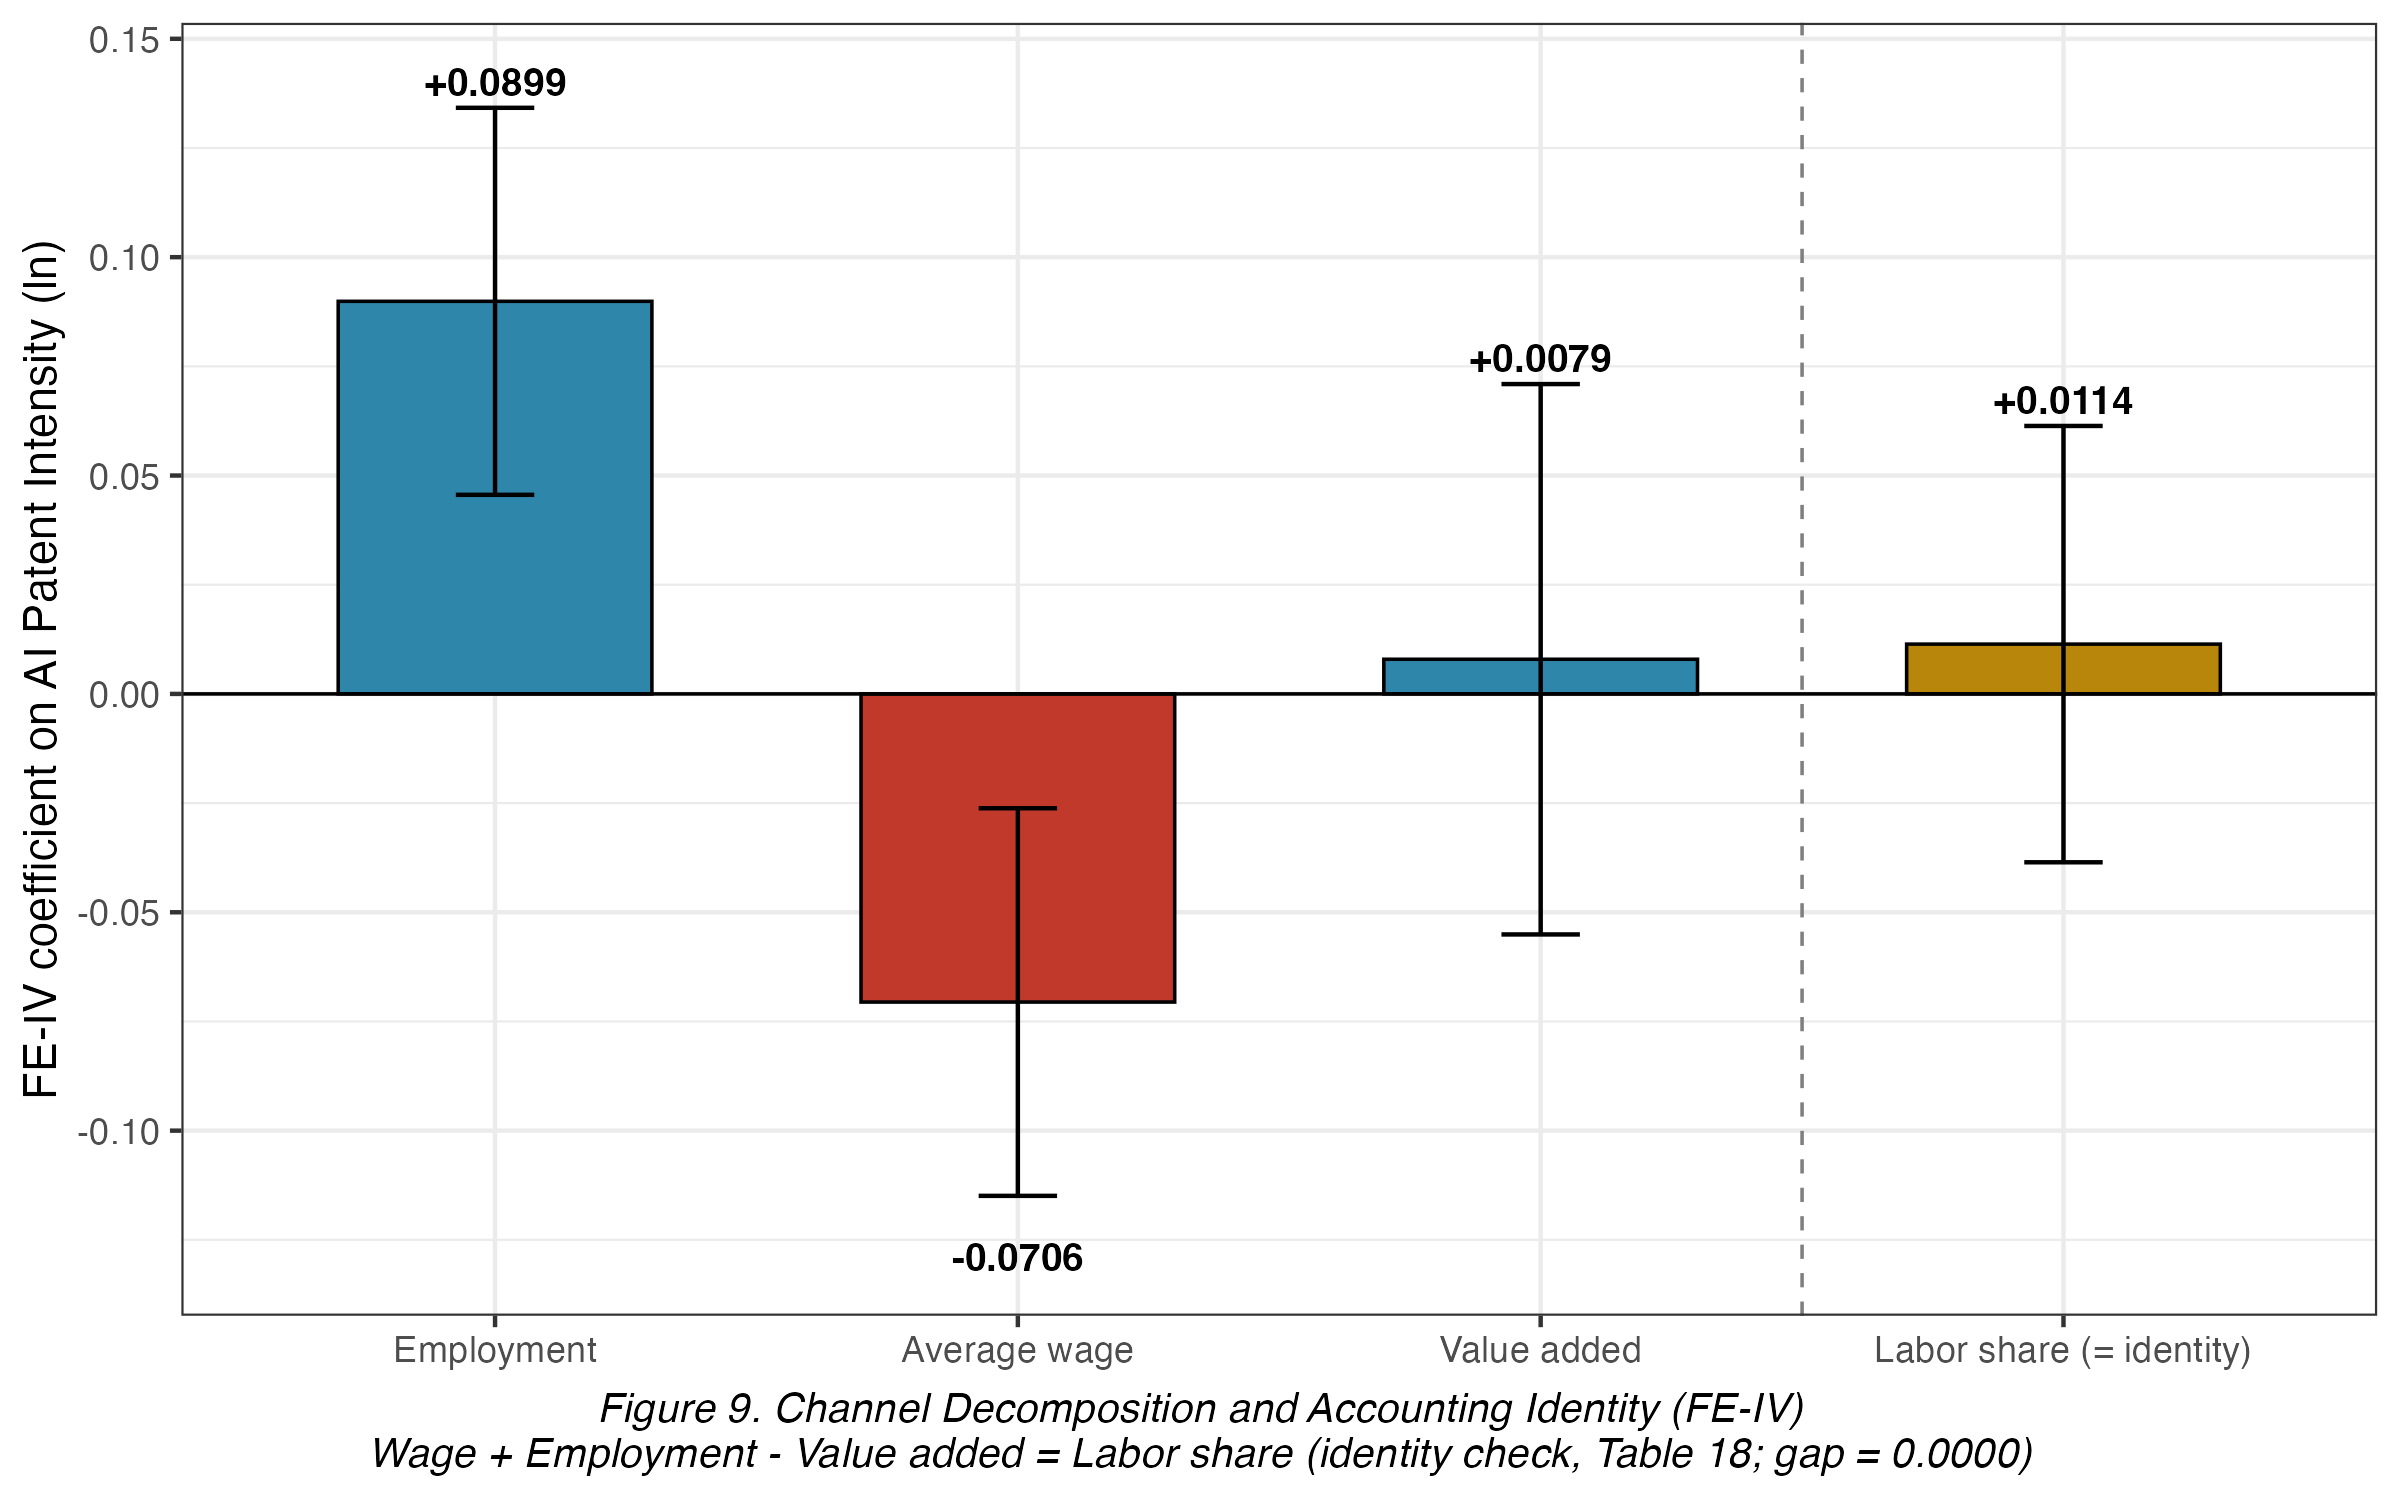 FE-IV coefficient on AI Patent Intensity (ln)
0.15
0.10
0.05
0.00
-0.05
-0.10
+0.0899
-0.0706
+0.0079
+0.0114
Employment
Average wage
Value added
Labor share (= identity)
Figure 9. Channel Decomposition and Accounting Identity (FE-IV)
Wage + Employment - Value added = Labor share (identity check, Table 18; gap = 0.0000)